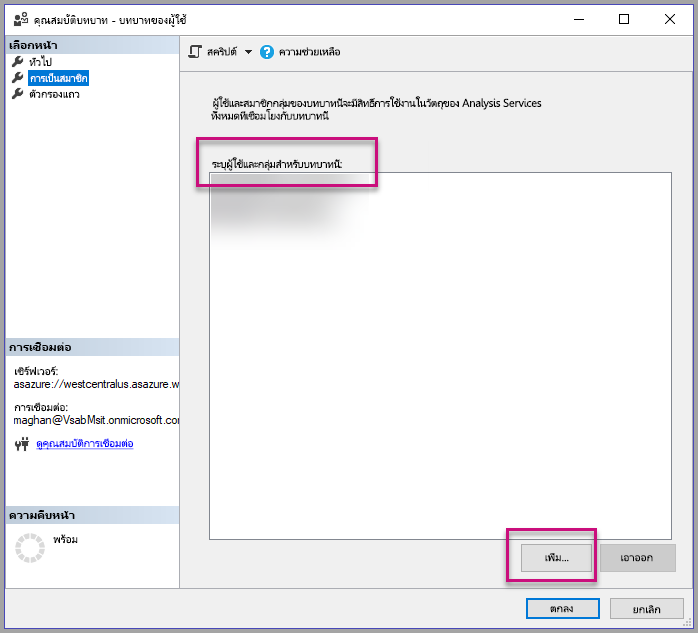 คุณสมบัติบทบาท - บทบาทของผู้ใช้
เลือกหน้า
ทั่วไป
การเป็นสมาชิก
ตัวกรองแถว
สคริปต์
ความช่วยเหลือ
ผู้ใช้และสมาชิกกลุ่มของบทบาทนี้จะมีสิทธิ์การใช้งานในวัตถุของ Analysis Services
ทั้งหมดที่เชื่อมโยงกับบทบาทนี้
ระบุผู้ใช้และกลุ่มสำหรับบทบาทนี้:
การเชื่อมต่อ
เซิร์ฟเวอร์:
asazure://westcentralus.asazure.w
การเชื่อมต่อ:
maghan@VsabMsit.onmicrosoft.co
ดูคุณสมบัติการเชื่อมต่อ
ความคืบหน้า
พร้อม
เพิ่ม...
เอาออก
ตกลง
ยกเลิก